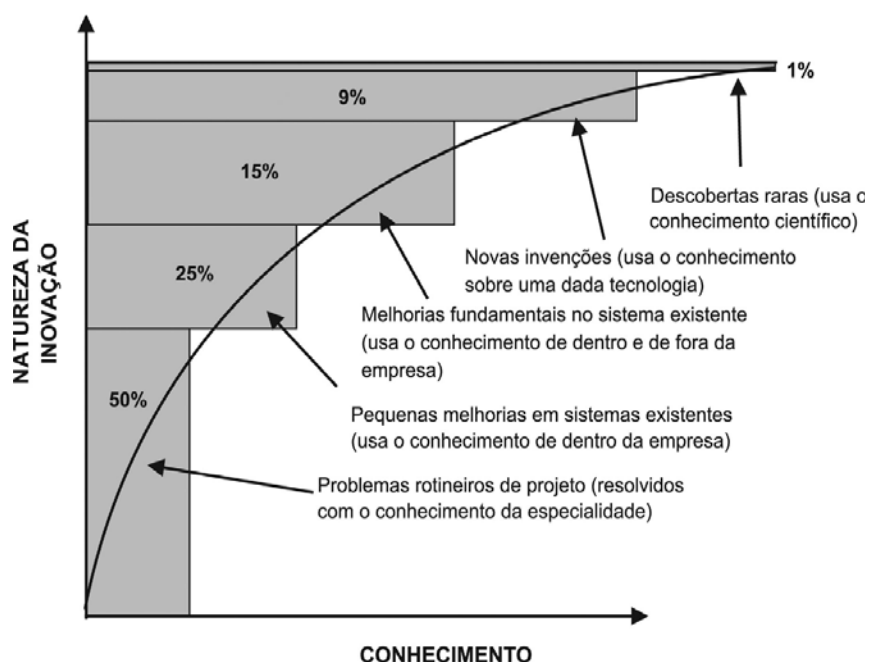 1%
9%
15%
Descobertas raras (usa o
conhecimento científico)
NATUREZA DA
INOVAÇÃO
Novas invenções (usa o conhecimento
sobre uma dada tecnologia)
25%
Melhorias fundamentais no sistema existente
(usa o conhecimento de dentro e de fora da
empresa)
50%
Pequenas melhorias em sistemas existentes
(usa o conhecimento de dentro da empresa)
Problemas rotineiros de projeto (resolvidos
com o conhecimento da especialidade)
CONHECIMENTO